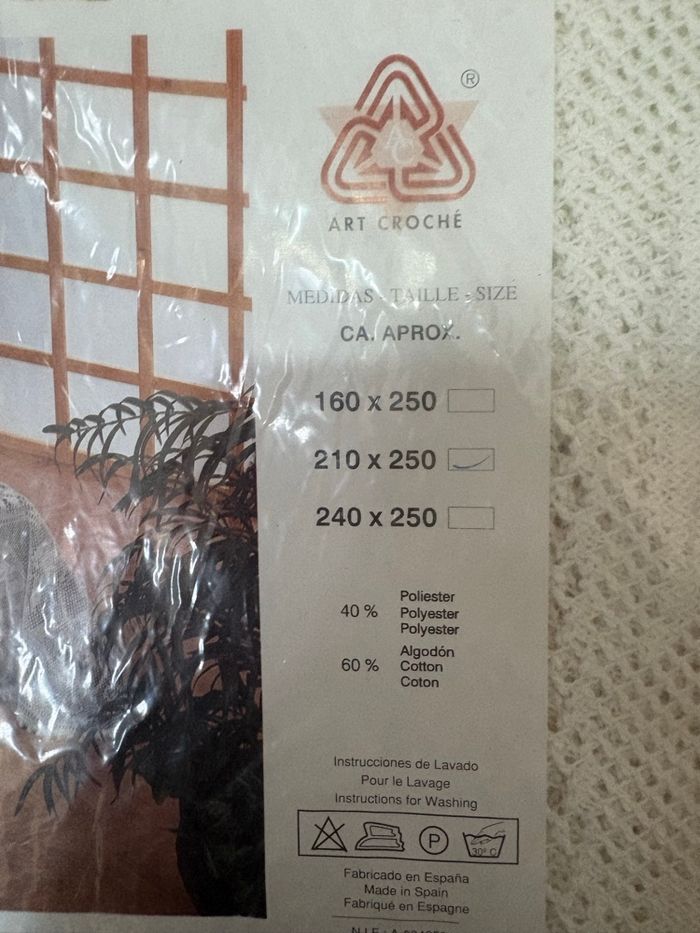 ®
ART CROCHÉ
MEDIDAS - TAILLE - SIZE
CA. APROX.
160 x 250
210 x 250
240 x 250
40 %
Poliester
Polyester
Polyester
60 %
Algodón
Cotton
Coton
Instrucciones de Lavado
Pour le Lavage
Instructions for Washing
P
30º C
Fabricado en España
Made in Spain
Fabriqué en Espagne